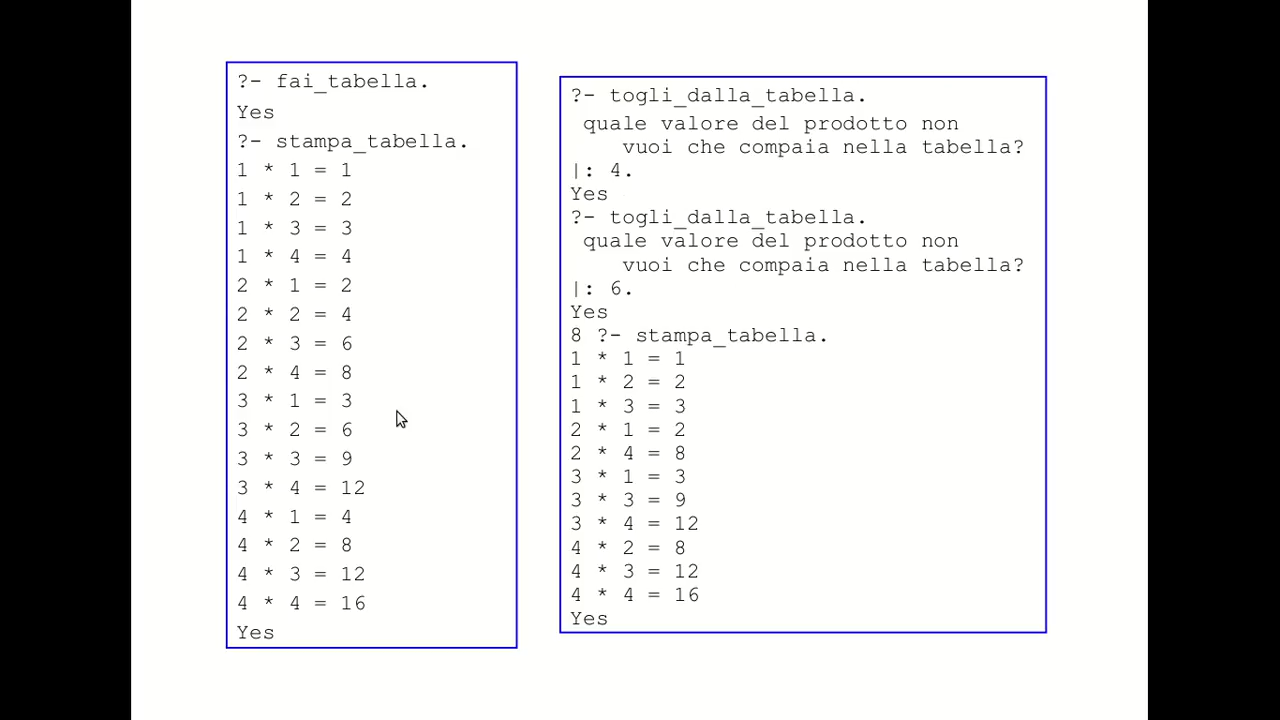 ?- fai_tabella.
Yes
?- stampa_tabella.
1 * 1 = 1
1 * 2 = 2
1 * 3 = 3
1 * 4 = 4
2 * 1 = 2
2 * 2 = 4
2 * 3 = 6
2 * 4 = 8
3 * 1 = 3
3 * 2 = 6
3 * 3 = 9
3 * 4 = 12
4 * 1 = 4
4 * 2 = 8
4 * 3 = 12
4 * 4 = 16
Yes
?- togli_dalla_tabella.
quale valore del prodotto non
vuoi che compaia nella tabella?
|: 4.
Yes
?- togli_dalla_tabella.
quale valore del prodotto non
vuoi che compaia nella tabella?
|: 6.
Yes
8 ?- stampa_tabella.
1 * 1 = 1
1 * 2 = 2
1 * 3 = 3
2 * 1 = 2
2 * 4 = 8
3 * 1 = 3
3 * 3 = 9
3 * 4 = 12
4 * 2 = 8
4 * 3 = 12
4 * 4 = 16
Yes